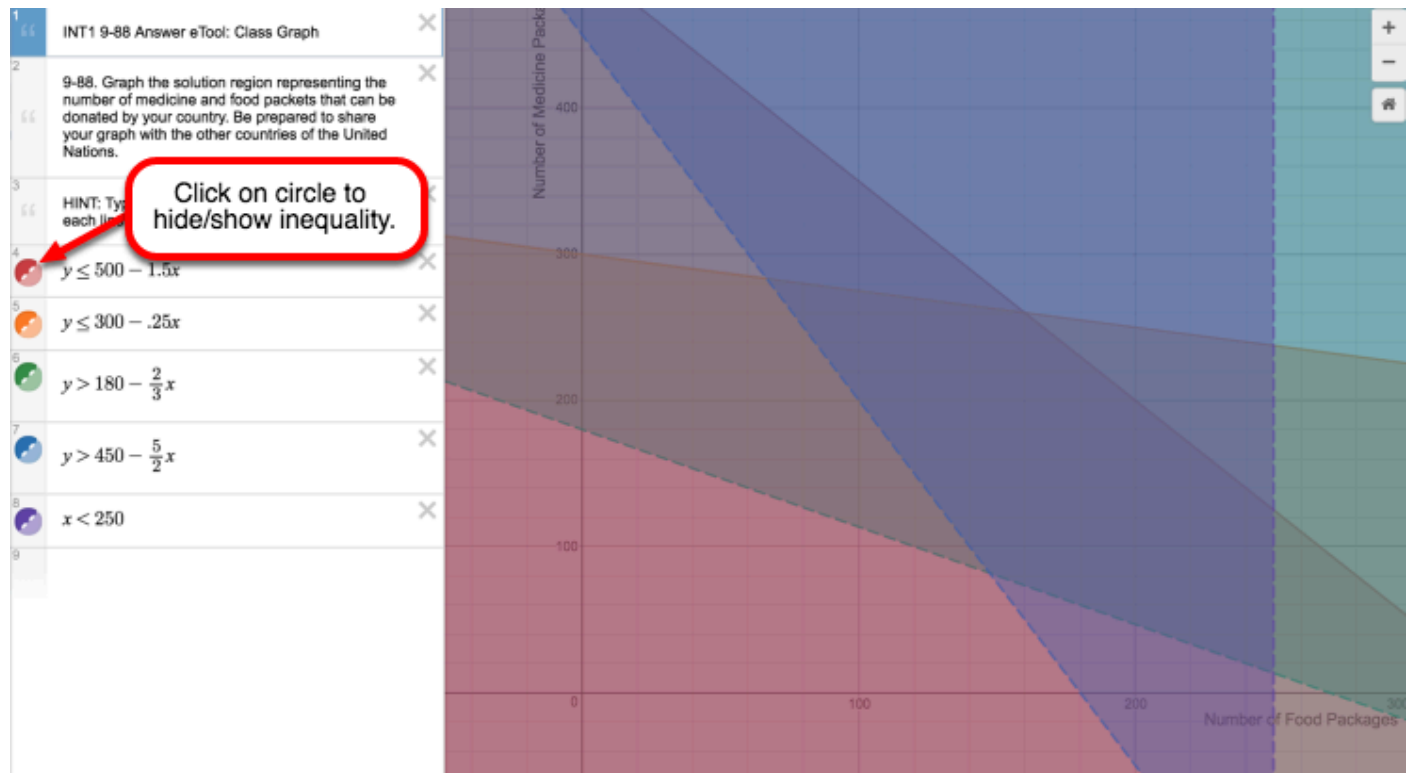 1
INT1 9-88 Answer eTool: Class Graph
2
9-88. Graph the solution region representing the
number of medicine and food packets that can be
donated by your country. Be prepared to share
your graph with the other countries of the United
Nations.
3
HINT:
each
Click on circle to
hide/show inequality.
4
y ≤ 500 − 1.5x
5
y ≤ 300 − .25x
6
y > 180 − 2/3 x
7
y > 450 − 5/2 x
8
x < 250
9
Number of Medicine
400
300
200
100
0
100
200
300
Number of Food Packages
+
−